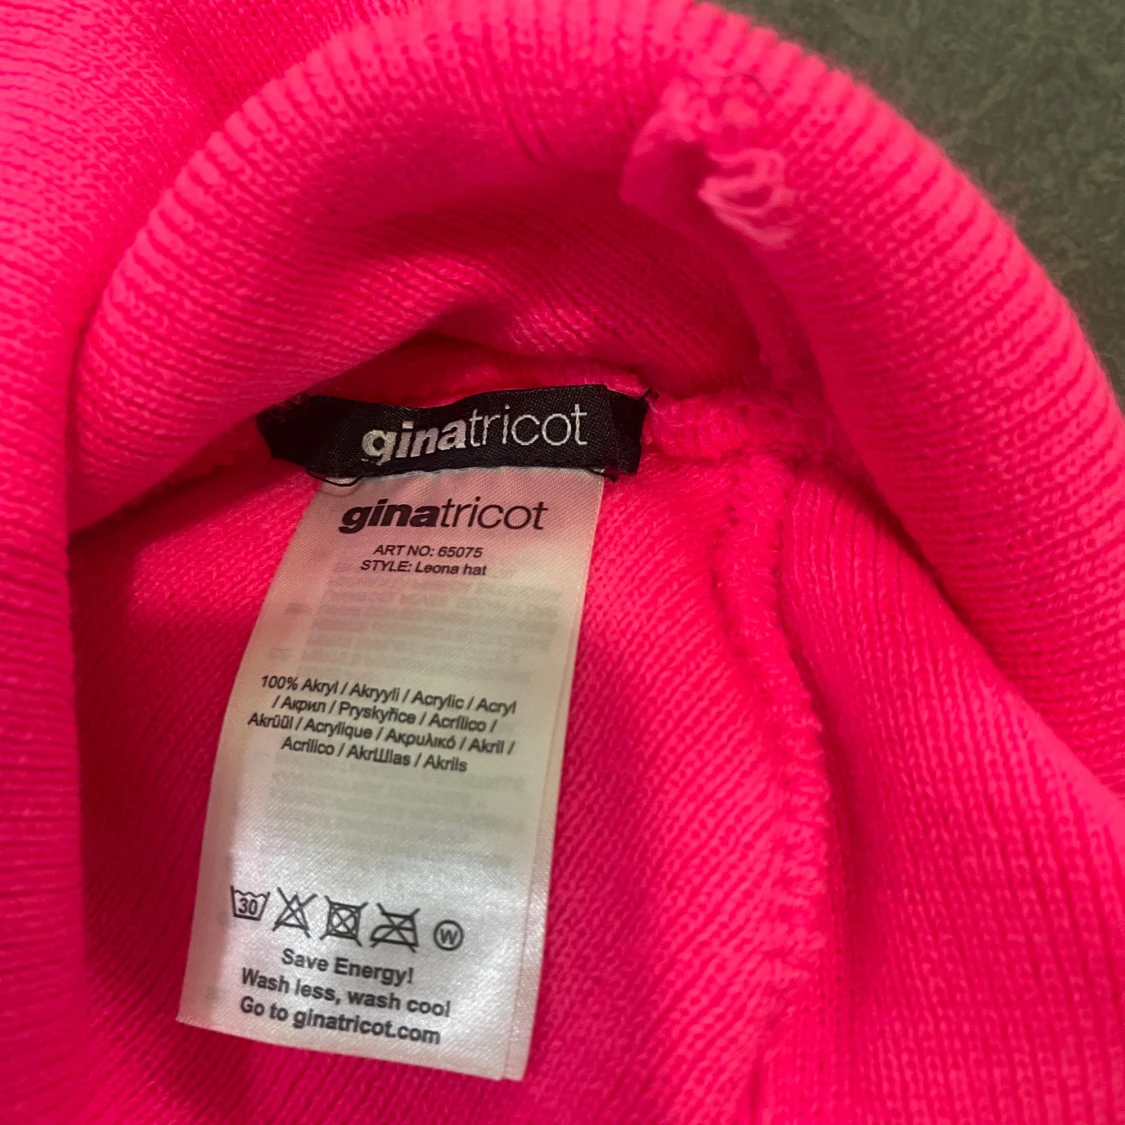 ginatricot
ginatricot
ART NO: 65075
STYLE: Leona hat
100% Akryl / Akryyli / Acrylic / Acryl
/ Акрил / Pryskyřice / Acrílico /
Akrüül / Acrylique / Ακρυλικό / Akril /
Acrilico / AkrШlas / Akrils
30
W
Save Energy!
Wash less, wash cool
Go to ginatricot.com